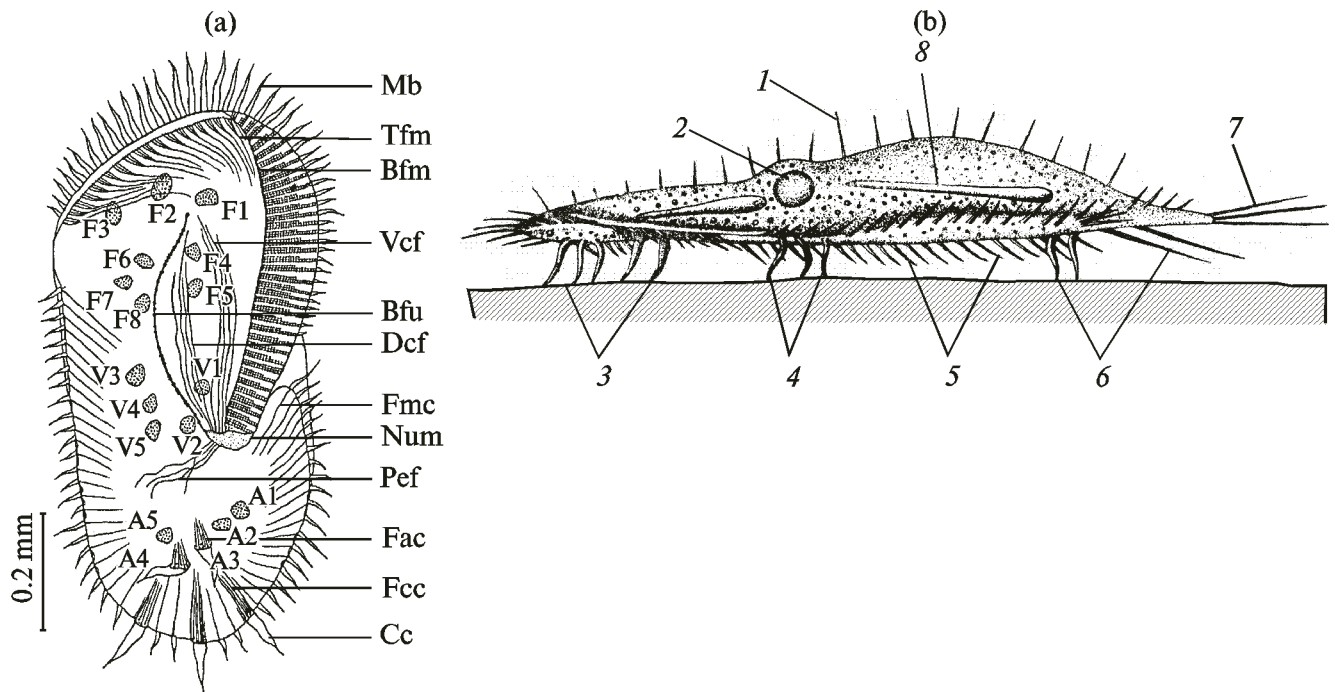 (a)
Mb
Tfm
Bfm
F2
F1
F3
Vcf
F4
F6
F5
F7
F8
Bfu
Dcf
V1
V3
V4
Fmc
V5
V2
Num
Pef
A1
A5
A2
Fac
A4
A3
Fcc
Cc
0.2 mm
(b)
8
1
2
7
3
4
5
6